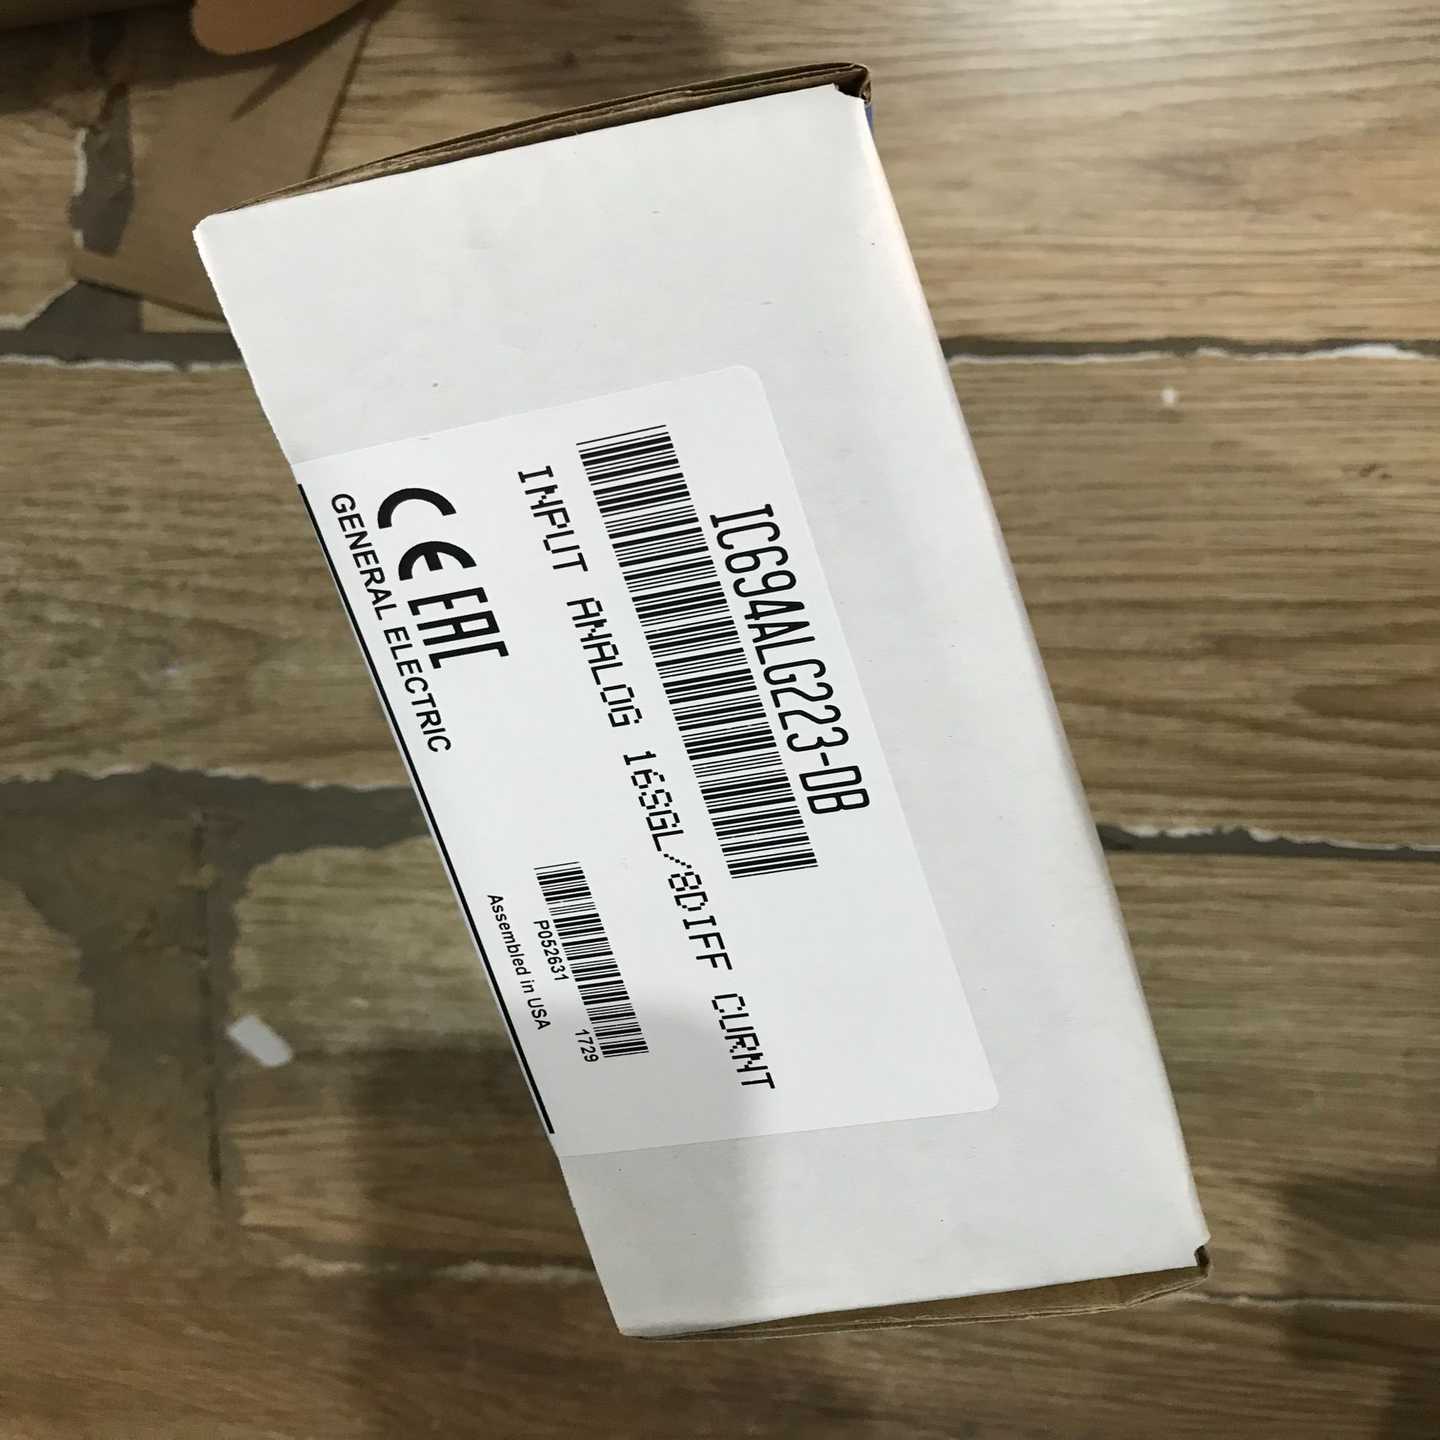 IC694ALG223-DB
INPUT ANALOG 16SGL/8DIFF CURNT
CE EAC
GENERAL ELECTRIC
1729
P052631
Assembled in USA